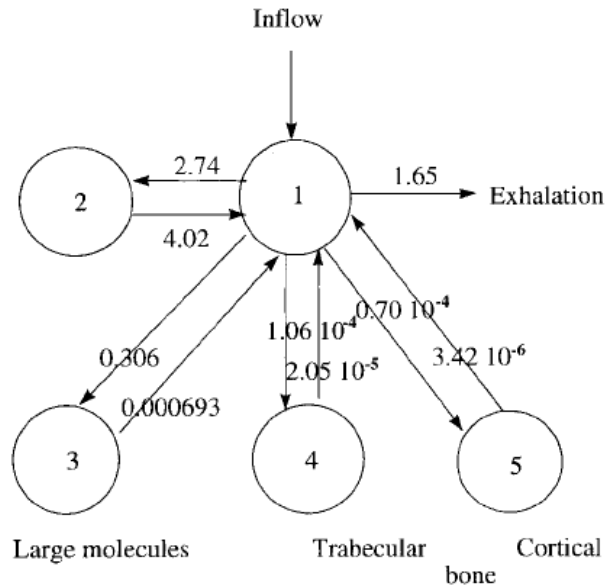 Inflow
2.74
1
1.65
2
Exhalation
4.02
1.06 10-4
0.70 10-4
0.306
2.05 10-5
3.42 10-6
0.000693
3
4
5
Large molecules
Trabecular
Cortical
bone